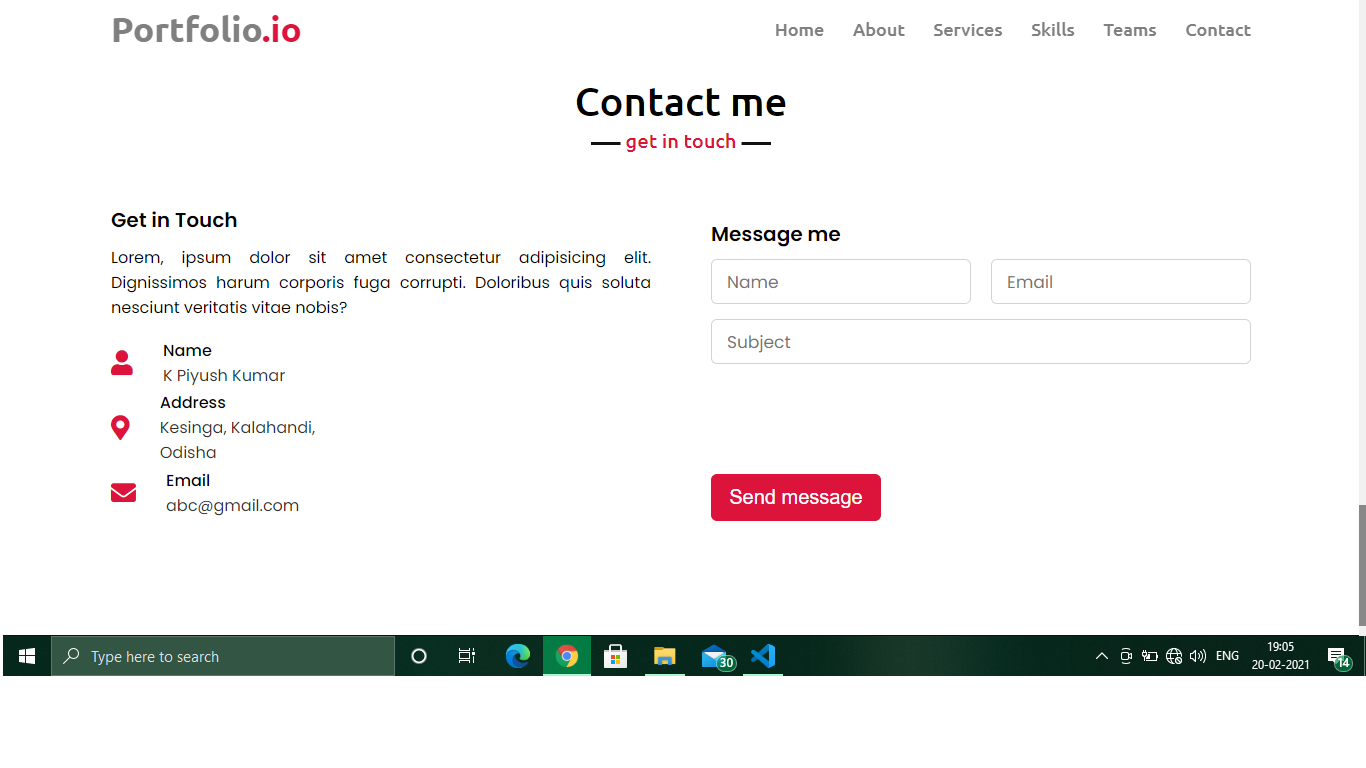 Portfolio.io
Home About Services Skills Teams Contact
Contact me
get in touch
Get in Touch
Lorem, ipsum dolor sit amet consectetur adipisicing elit.
Dignissimos harum corporis fuga corrupti. Doloribus quis soluta
nesciunt veritatis vitae nobis?
Name
K Piyush Kumar
Address
Kesinga, Kalahandi,
Odisha
Email
abc@gmail.com
Message me
Name Email
Subject
Send message
Type here to search
30
ENG
19:05
20-02-2021
14